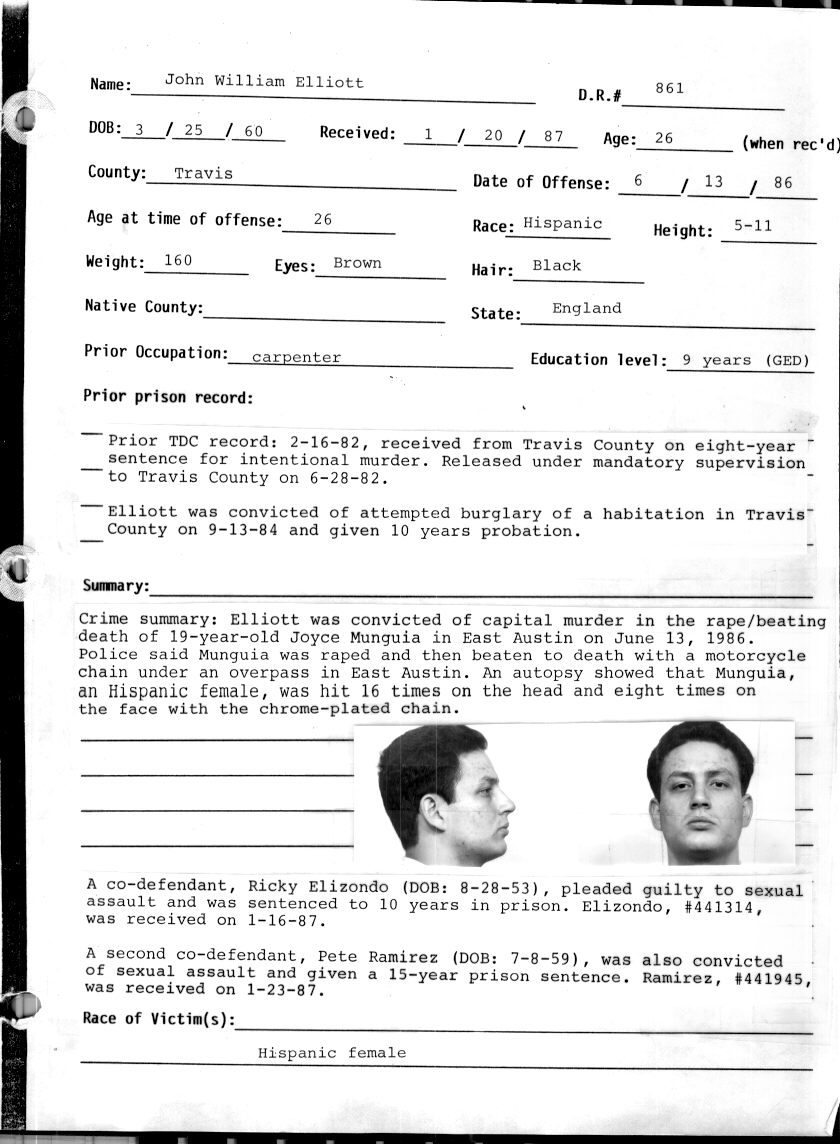 Name: John William Elliott D.R.# 861
DOB: 3 / 25 / 60 Received: 1 / 20 / 87 Age: 26 (when rec'd)
County: Travis Date of Offense: 6 / 13 / 86
Age at time of offense: 26 Race: Hispanic Height: 5-11
Weight: 160 Eyes: Brown Hair: Black
Native County: State: England
Prior Occupation: carpenter Education level: 9 years (GED)
Prior prison record:
Prior TDC record: 2-16-82, received from Travis County on eight-year
sentence for intentional murder. Released under mandatory supervision
to Travis County on 6-28-82.
Elliott was convicted of attempted burglary of a habitation in Travis
County on 9-13-84 and given 10 years probation.
Summary:
Crime summary: Elliott was convicted of capital murder in the rape/beating
death of 19-year-old Joyce Munguia in East Austin on June 13, 1986.
Police said Munguia was raped and then beaten to death with a motorcycle
chain under an overpass in East Austin. An autopsy showed that Munguia,
an Hispanic female, was hit 16 times on the head and eight times on
the face with the chrome-plated chain.
A co-defendant, Ricky Elizondo (DOB: 8-28-53), pleaded guilty to sexual
assault and was sentenced to 10 years in prison. Elizondo, #441314,
was received on 1-16-87.
A second co-defendant, Pete Ramirez (DOB: 7-8-59), was also convicted
of sexual assault and given a 15-year prison sentence. Ramirez, #441945,
was received on 1-23-87.
Race of Victim(s):
Hispanic female